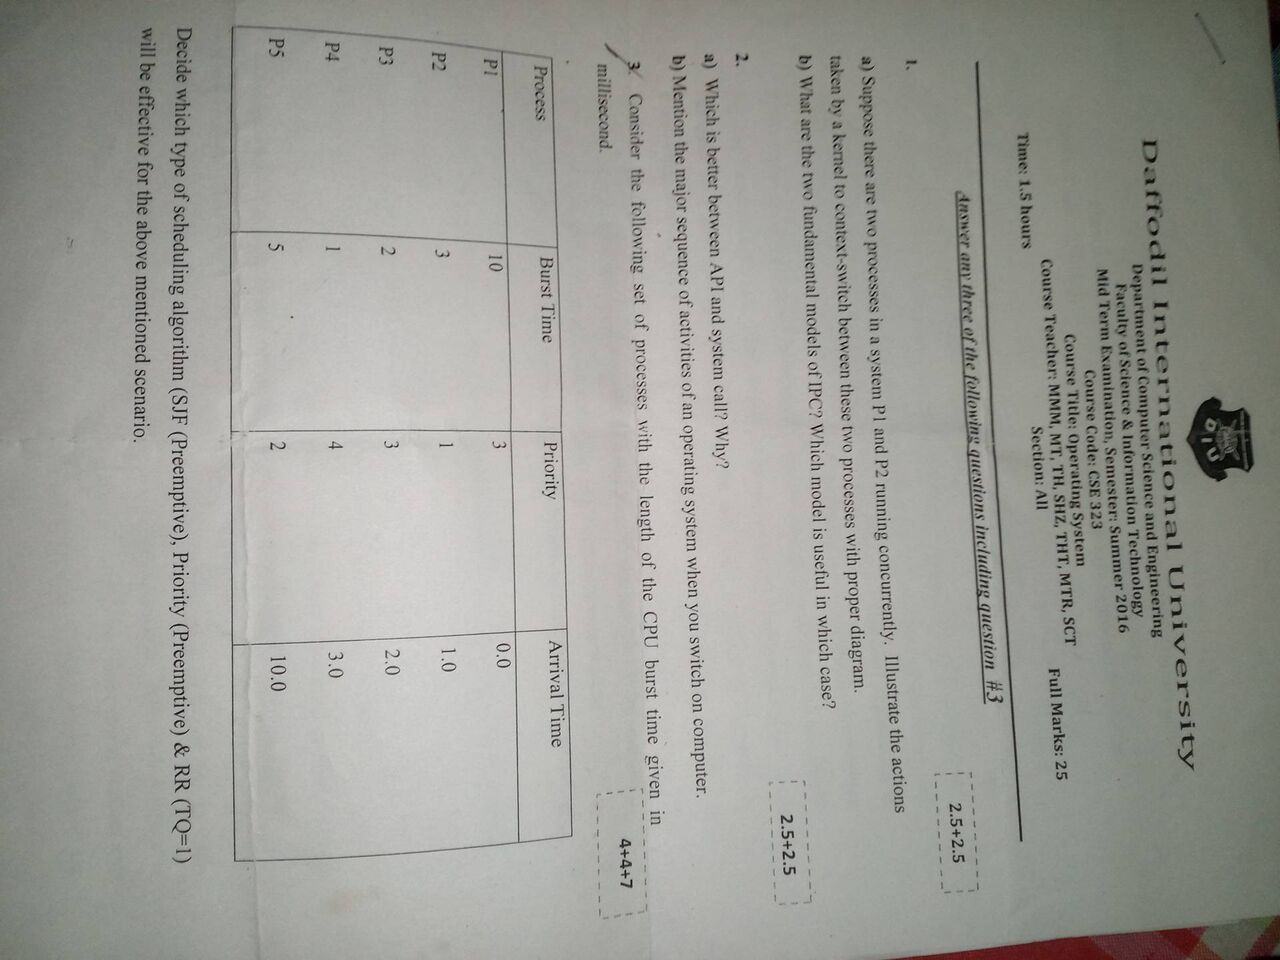 DIU
Daffodil International University
Department of Computer Science and Engineering
Faculty of Science & Information Technology
Mid Term Examination, Semester: Summer 2016
Course Code: CSE 323
Course Title: Operating System
Course Teacher: MMM, MT, TH, SHZ, THT, MTR, SCT
Section: All
Time: 1.5 hours Full Marks: 25
Answer any three of the following questions including question #3
1. 2.5+2.5
a) Suppose there are two processes in a system P1 and P2 running concurrently. Illustrate the actions
taken by a kernel to context-switch between these two processes with proper diagram.
b) What are the two fundamental models of IPC? Which model is useful in which case?
2. 2.5+2.5
a) Which is better between API and system call? Why?
b) Mention the major sequence of activities of an operating system when you switch on computer.
3. Consider the following set of processes with the length of the CPU burst time given in
millisecond. 4+4+7
Process Burst Time Priority Arrival Time
P1 10 3 0.0
P2 3 1 1.0
P3 2 3 2.0
P4 1 4 3.0
P5 5 2 10.0
Decide which type of scheduling algorithm (SJF (Preemptive), Priority (Preemptive) & RR (TQ=1)
will be effective for the above mentioned scenario.